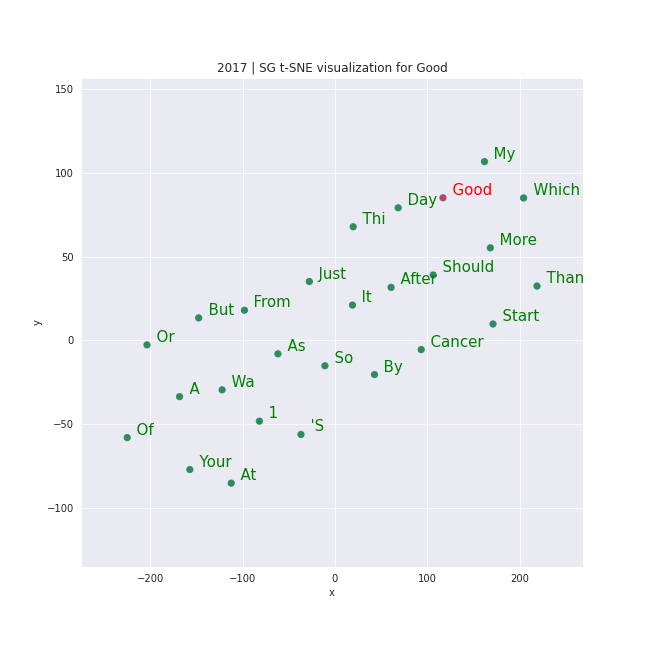 2017 | SG t-SNE visualization for Good
150
100
50
0
−50
−100
y
My
Good
Which
Day
Thi
More
Should
After
Just
Than
It
From
But
Start
Or
Cancer
As
So
By
Wa
A
1
'S
Of
Your
At
−200
−100
0
100
200
x